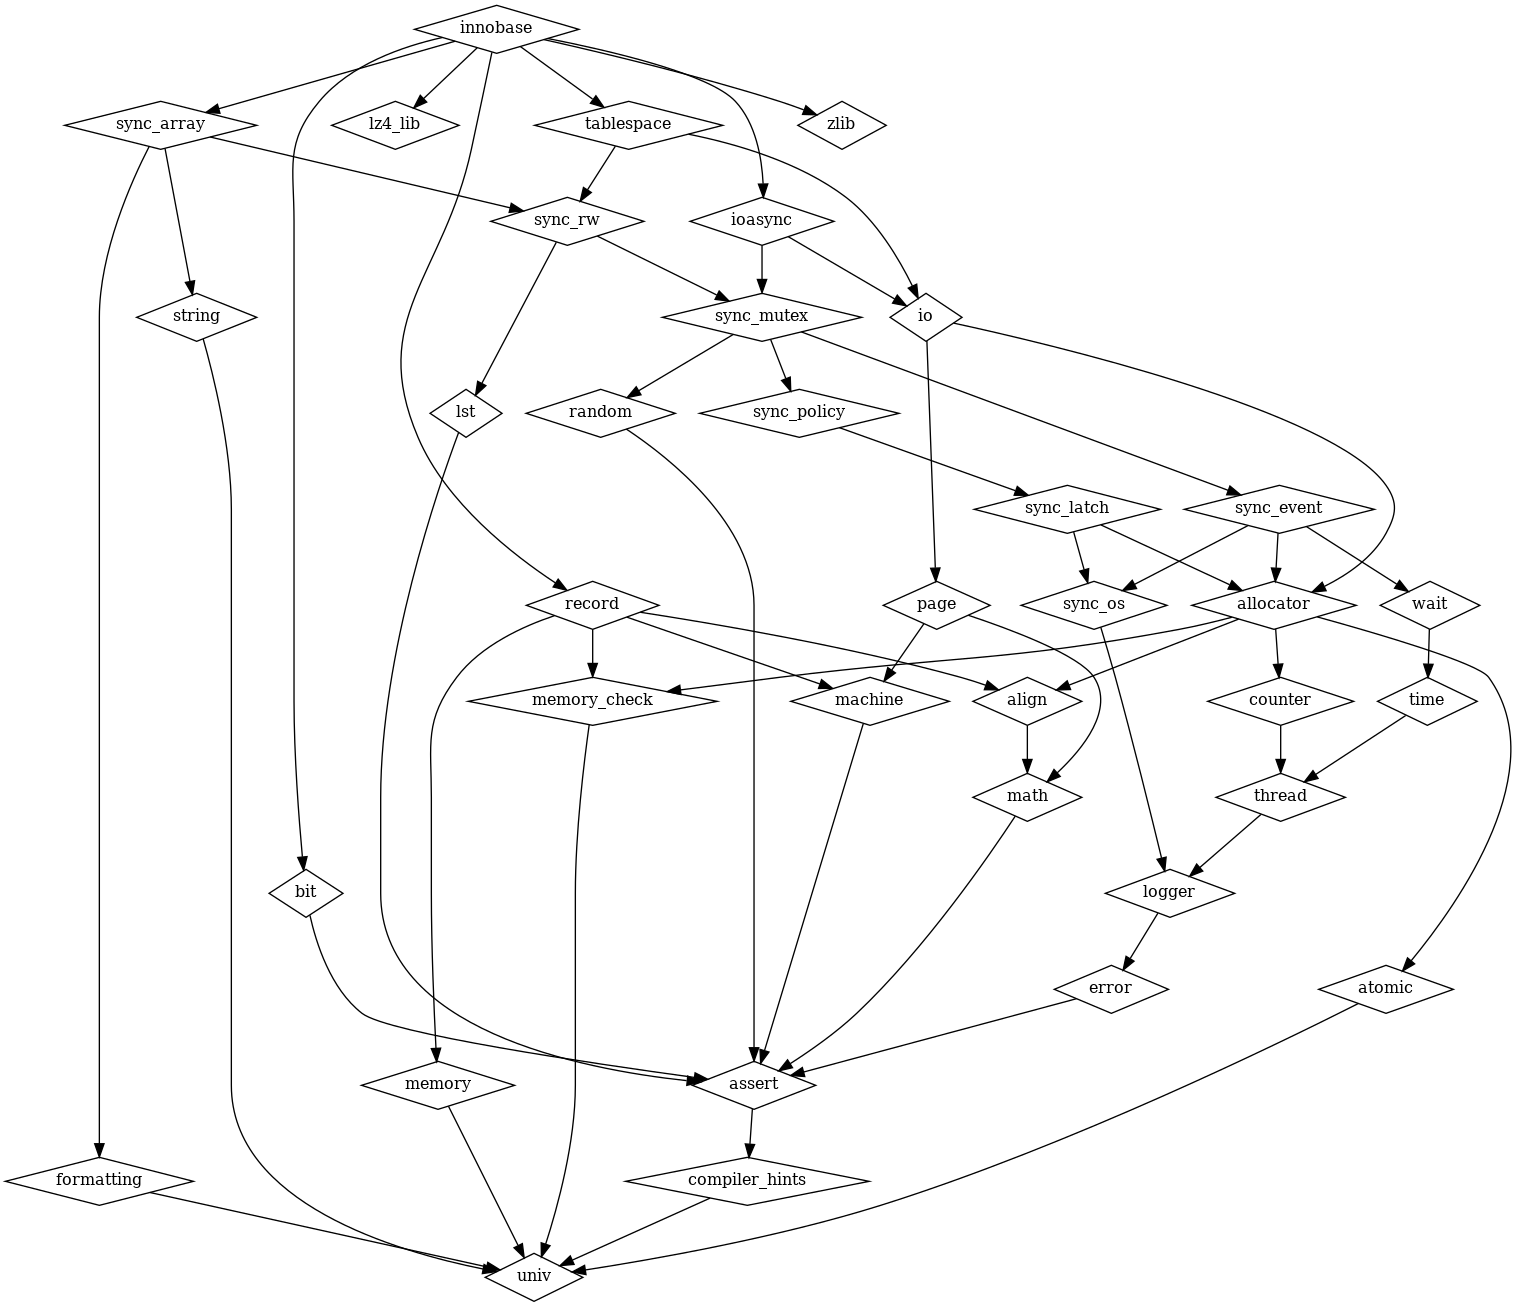 innobase
sync_array
lz4_lib
tablespace
zlib
sync_rw
ioasync
string
sync_mutex
io
lst
random
sync_policy
sync_latch
sync_event
record
page
sync_os
allocator
wait
memory_check
machine
align
counter
time
math
thread
bit
logger
error
atomic
memory
assert
formatting
compiler_hints
univ